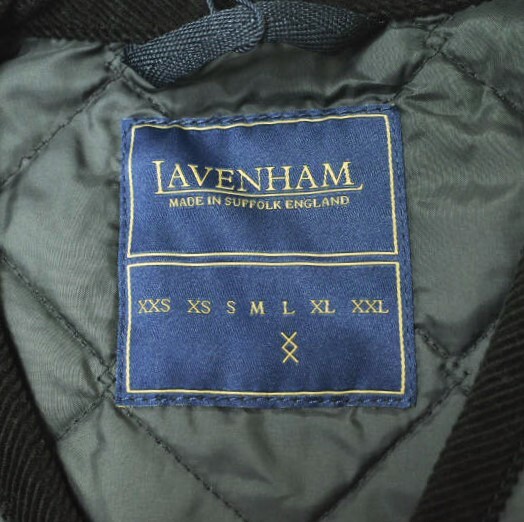 LAVENHAM
MADE IN SUFFOLK ENGLAND
XXS XS S M L XL XXL